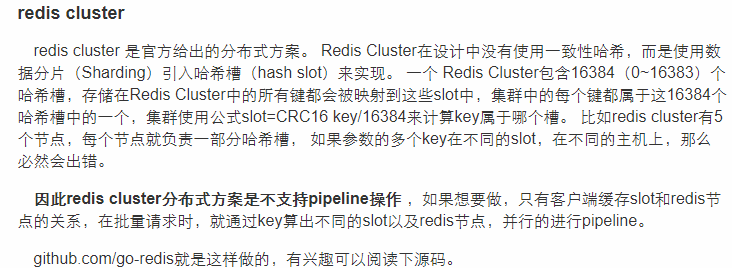 redis cluster
redis cluster 是官方给出的分布式方案。 Redis Cluster在设计中没有使用一致性哈希，而是使用数
据分片（Sharding）引入哈希槽（hash slot）来实现。 一个 Redis Cluster包含16384（0~16383）个
哈希槽，存储在Redis Cluster中的所有键都会被映射到这些slot中，集群中的每个键都属于这16384个
哈希槽中的一个，集群使用公式slot=CRC16 key/16384来计算key属于哪个槽。 比如redis cluster有5
个节点，每个节点就负责一部分哈希槽， 如果参数的多个key在不同的slot，在不同的主机上，那么
必然会出错。
因此redis cluster分布式方案是不支持pipeline操作 ，如果想要做，只有客户端缓存slot和redis节
点的关系，在批量请求时，就通过key算出不同的slot以及redis节点，并行的进行pipeline。
github.com/go-redis就是这样做的，有兴趣可以阅读下源码。